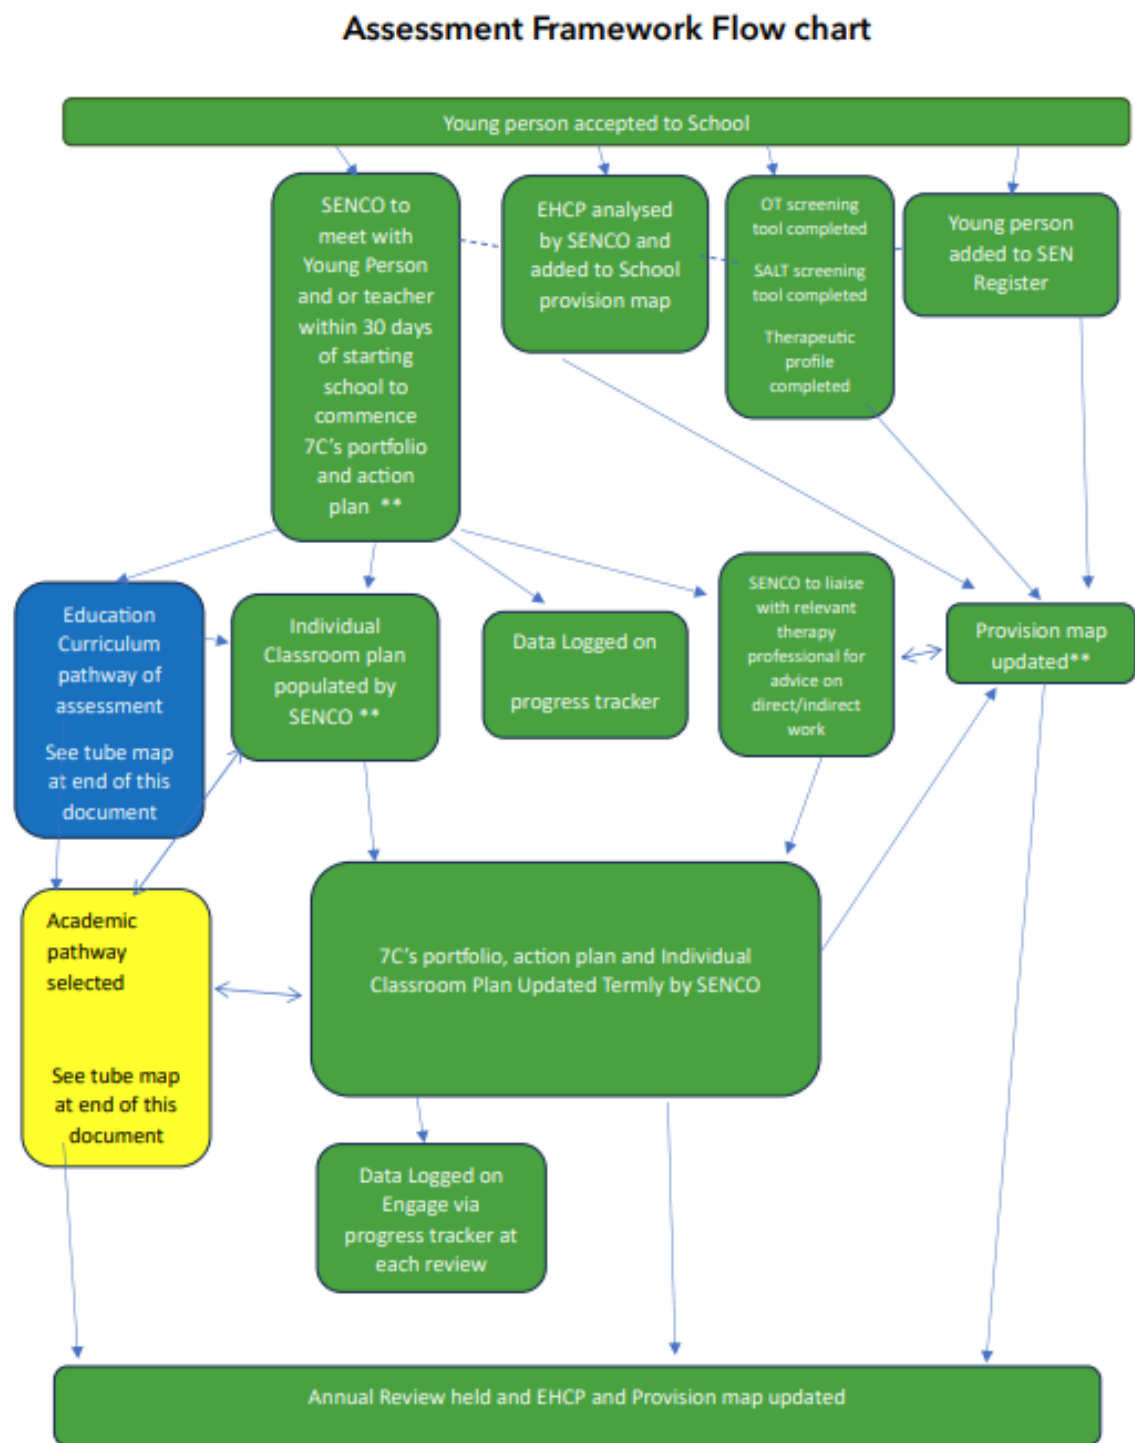 Assessment Framework Flow chart
Young person accepted to School
SENCO to
meet with
Young Person
and or teacher
within 30 days
of starting
school to
commence
7C's portfolio
and action
plan **
EHCP analysed
by SENCO and
added to School
provision map
OT screening
tool completed
SALT screening
tool completed
Therapeutic
profile
completed
Young person
added to SEN
Register
Education
Curriculum
pathway of
assessment
See tube map
at end of this
document
Individual
Classroom plan
populated by
SENCO **
Data Logged on
progress tracker
SENCO to liaise
with relevant
therapy
professional for
advice on
direct/indirect
work
Provision map
updated**
Academic
pathway
selected
See tube map
at end of this
document
7C's portfolio, action plan and Individual
Classroom Plan Updated Termly by SENCO
Data Logged on
Engage via
progress tracker at
each review
Annual Review held and EHCP and Provision map updated